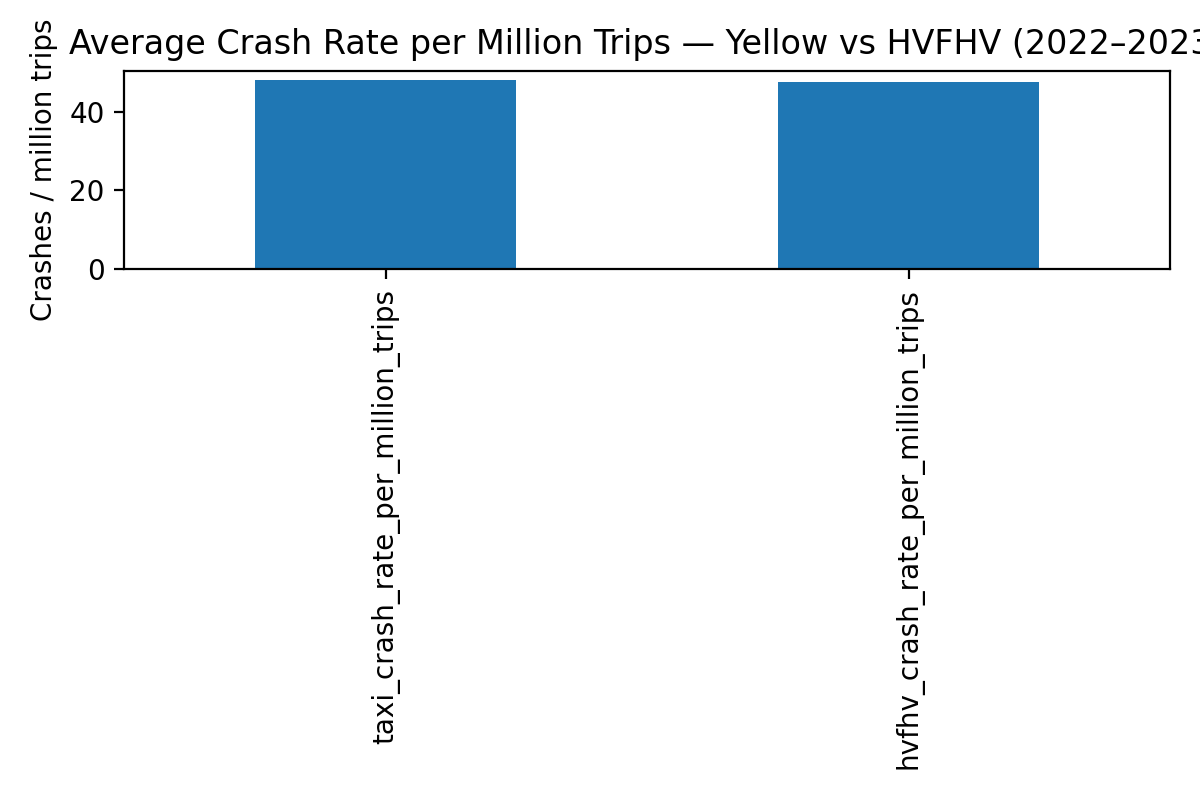 Average Crash Rate per Million Trips — Yellow vs HVFHV (2022–2023
Crashes / million trips
40
20
0
taxi_crash_rate_per_million_trips
hvfhv_crash_rate_per_million_trips